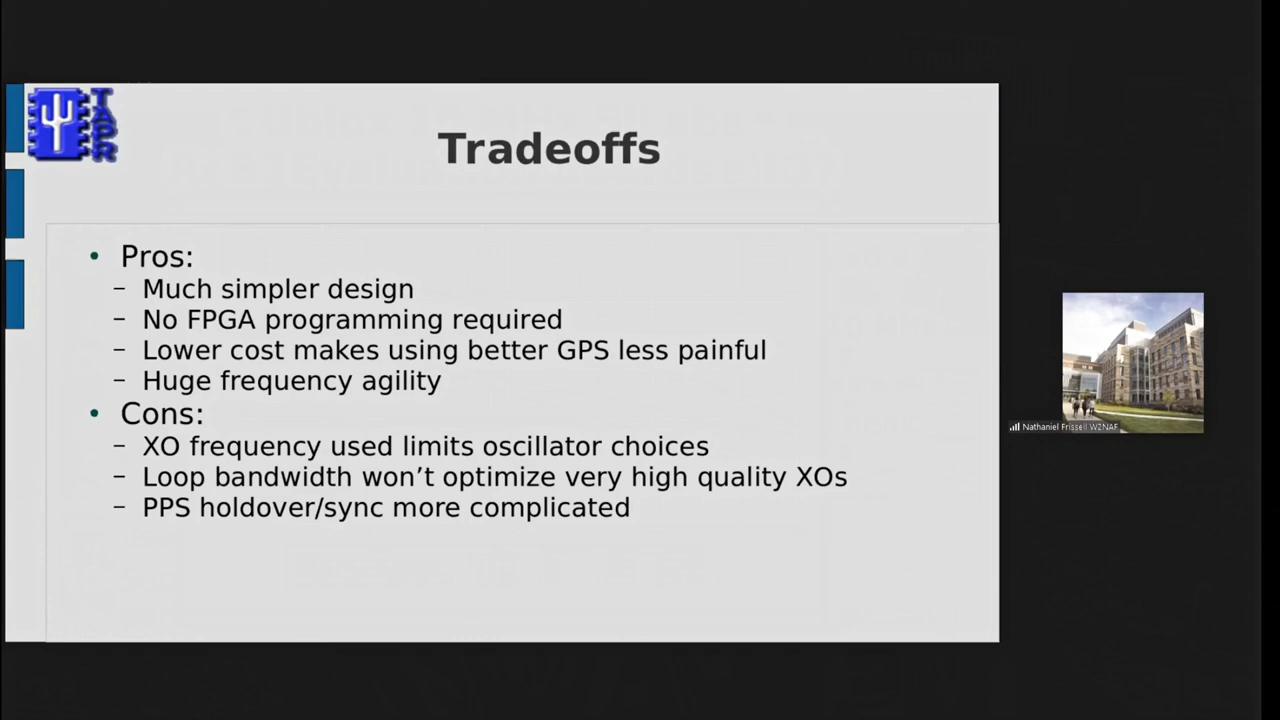 TAPR
Tradeoffs
• Pros:
– Much simpler design
– No FPGA programming required
– Lower cost makes using better GPS less painful
– Huge frequency agility
• Cons:
– XO frequency used limits oscillator choices
– Loop bandwidth won’t optimize very high quality XOs
– PPS holdover/sync more complicated
Nathaniel Frissell W2NAF